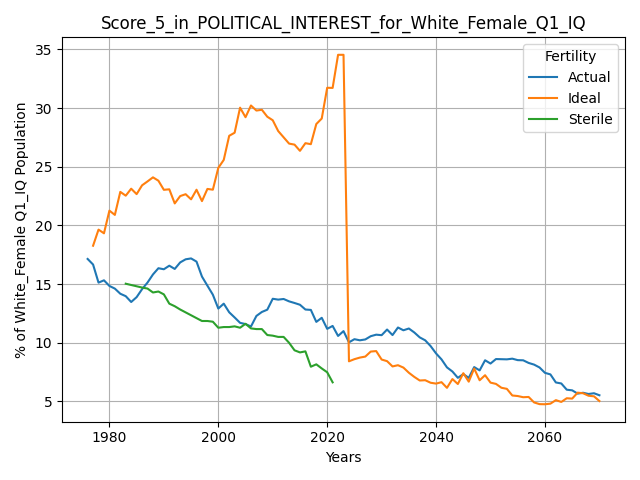 Score_5_in_POLITICAL_INTEREST_for_White_Female_Q1_IQ
% of White_Female Q1_IQ Population
35
30
25
20
15
10
5
Fertility
Actual
Ideal
Sterile
1980
2000
2020
2040
2060
Years